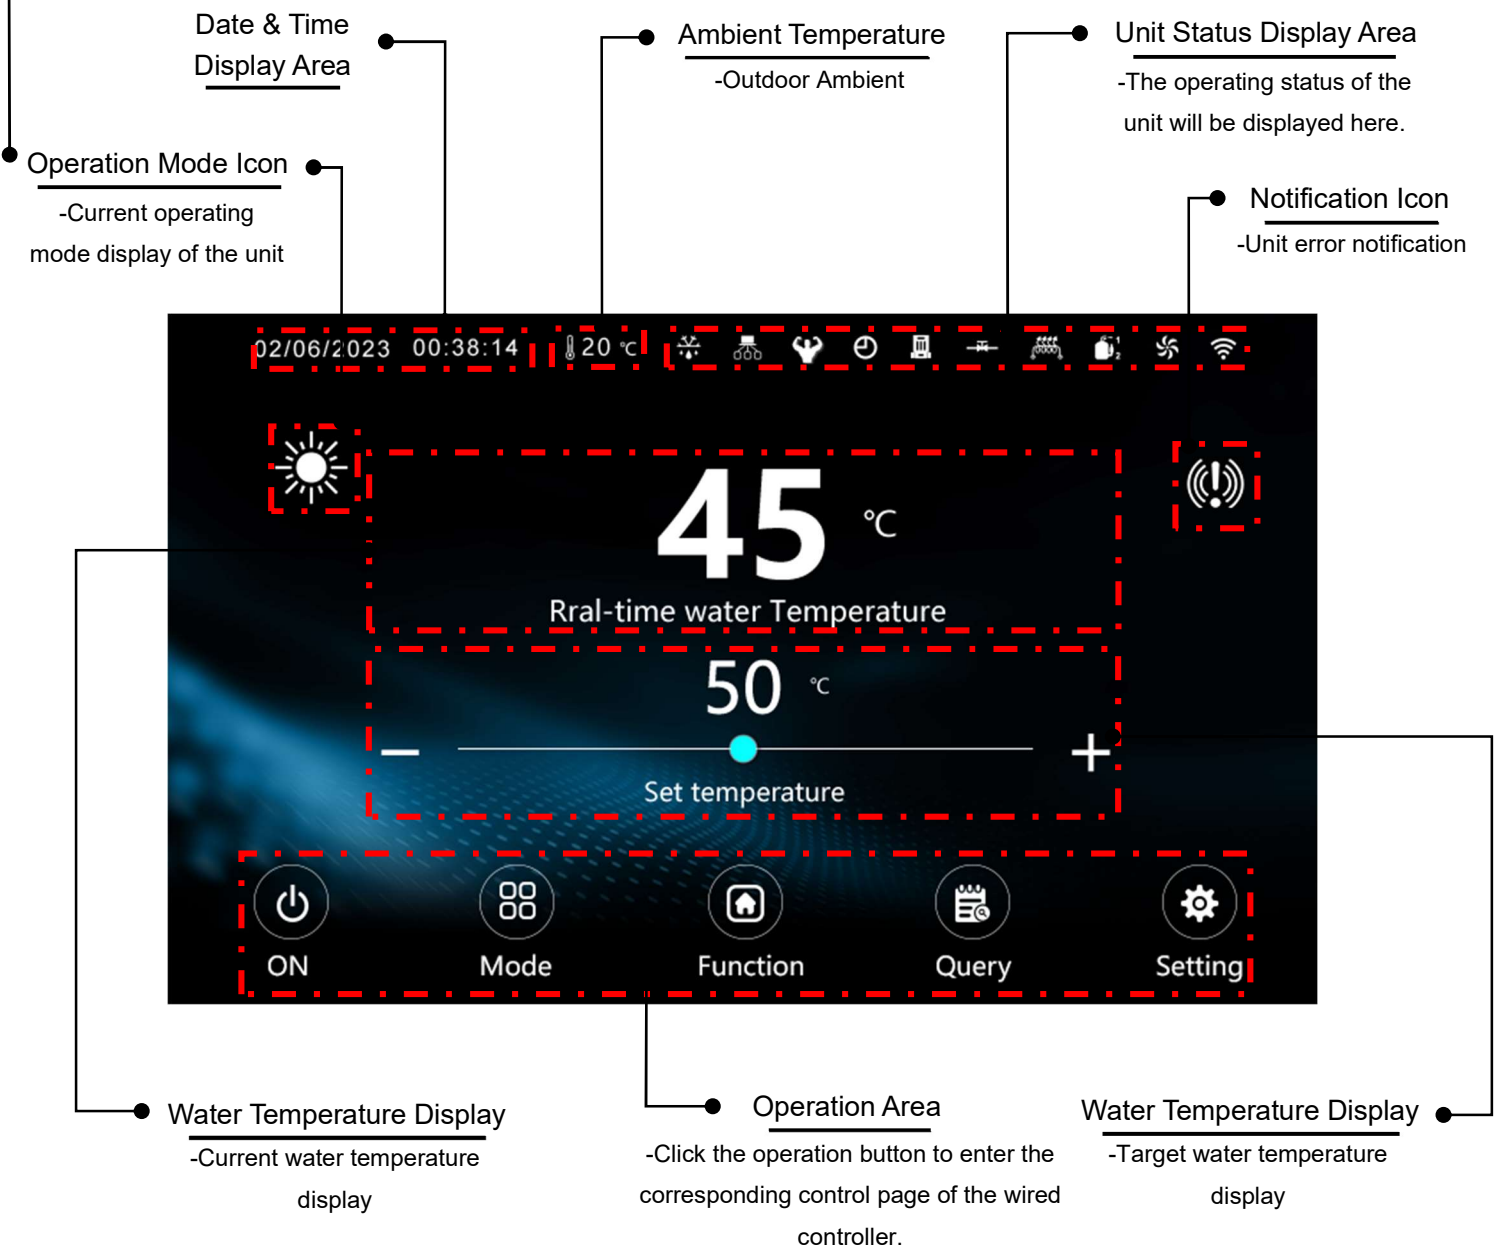 Date & Time
Display Area
Ambient Temperature
-Outdoor Ambient
Unit Status Display Area
-The operating status of the
unit will be displayed here.
Operation Mode Icon
-Current operating
mode display of the unit
Notification Icon
-Unit error notification
02/06/2023 00:38:14
20 ℃
1
2
45 ℃
Rral-time water Temperature
50 ℃
Set temperature
ON
Mode
Function
Query
Setting
Water Temperature Display
-Current water temperature
display
Operation Area
-Click the operation button to enter the
corresponding control page of the wired
controller.
Water Temperature Display
-Target water temperature
display